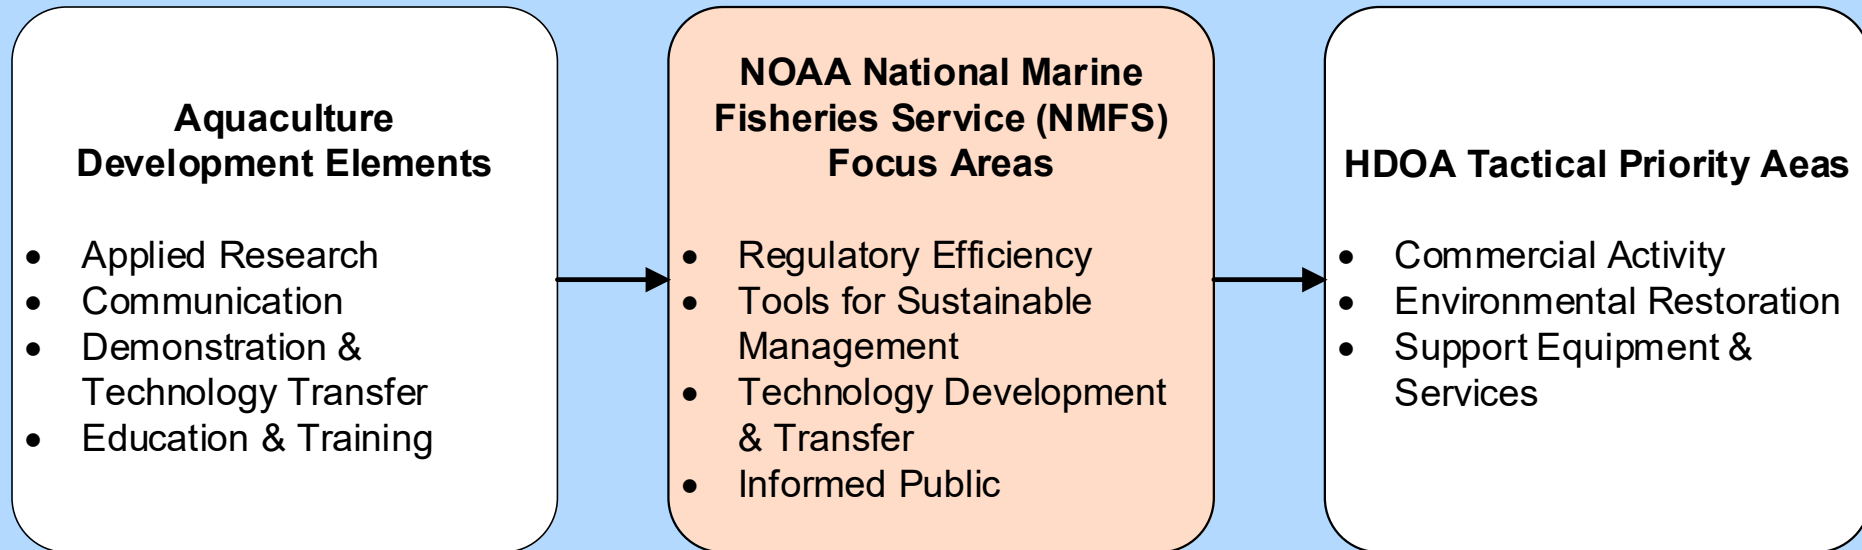 Aquaculture
Development Elements
• Applied Research
• Communication
• Demonstration &
Technology Transfer
• Education & Training
NOAA National Marine
Fisheries Service (NMFS)
Focus Areas
• Regulatory Efficiency
• Tools for Sustainable
Management
• Technology Development
& Transfer
• Informed Public
HDOA Tactical Priority Aeas
• Commercial Activity
• Environmental Restoration
• Support Equipment &
Services